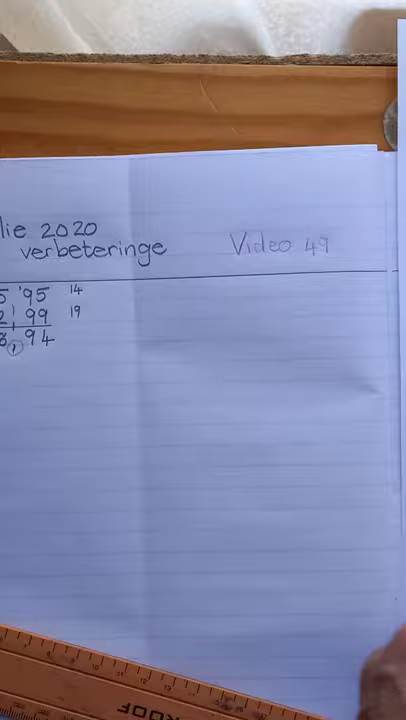 lie 2020
verbeteringe
Video 49
5 '95 14
2, 99 19
8, 94